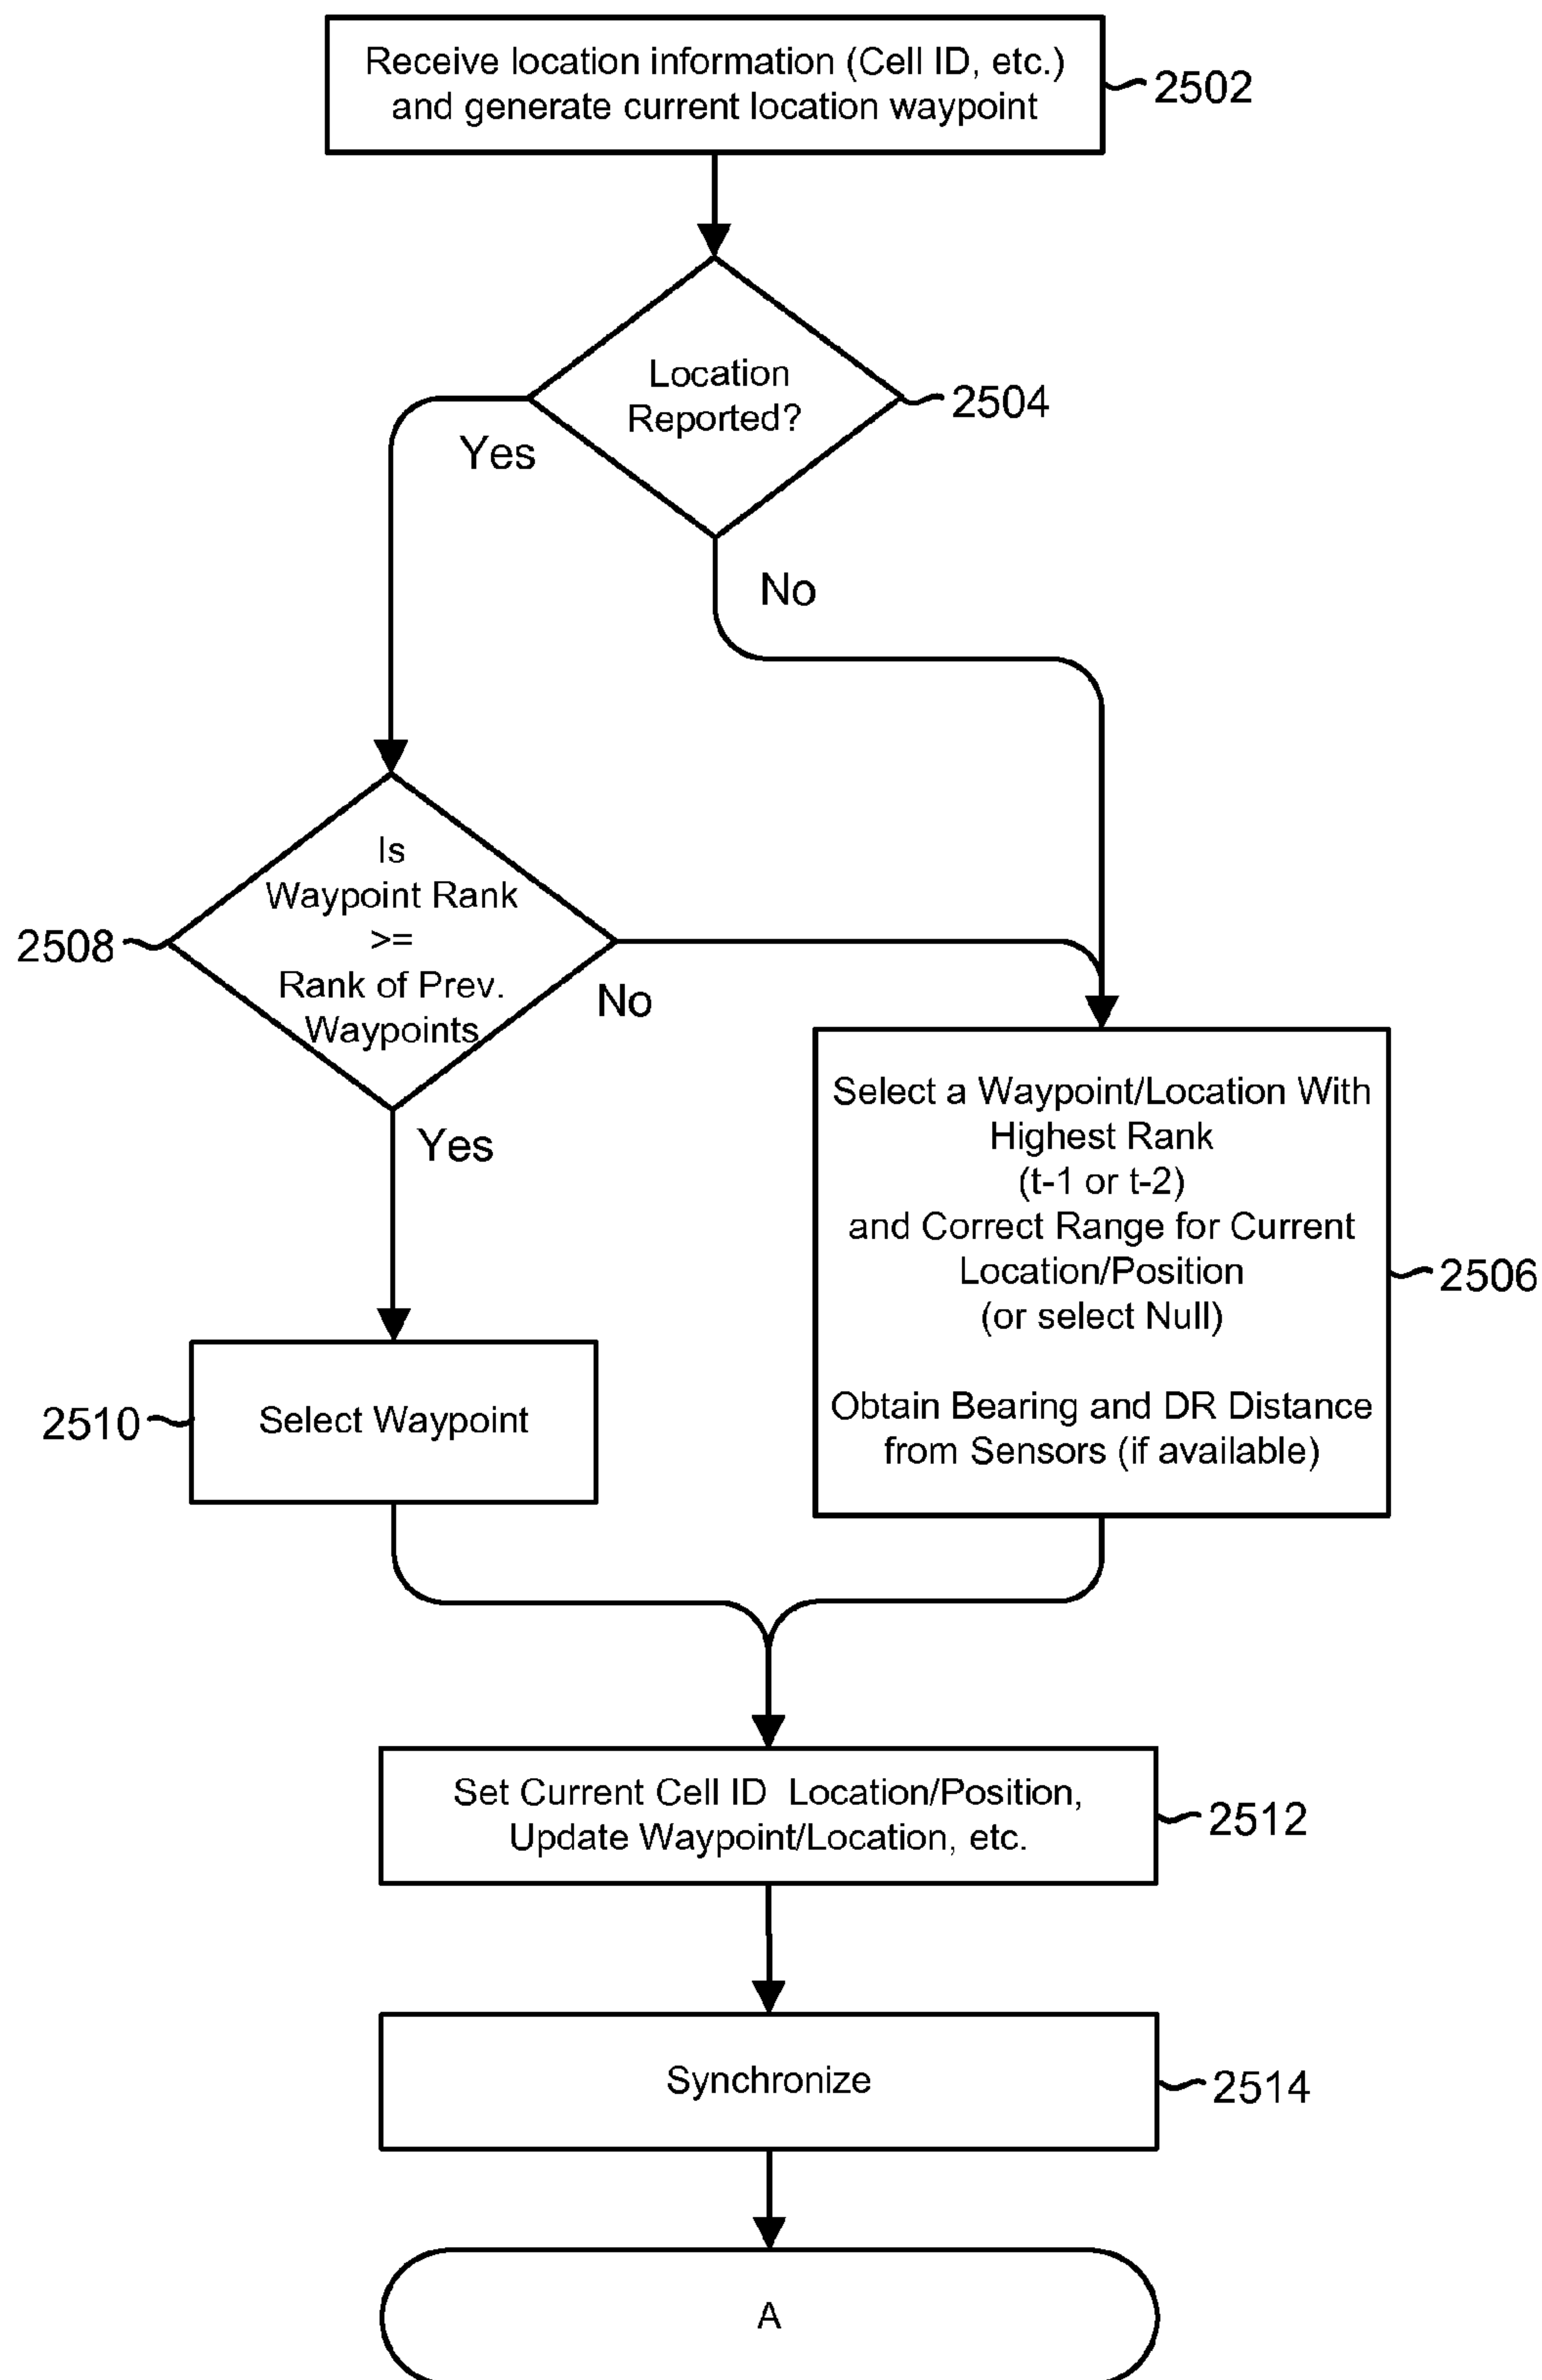 Receive location information (Cell ID, etc.)
and generate current location waypoint
2502
Location
Reported?
2504
Yes
No
Is
Waypoint Rank
>=
Rank of Prev.
Waypoints
2508
No
Yes
Select a Waypoint/Location With
Highest Rank
(t-1 or t-2)
and Correct Range for Current
Location/Position
(or select Null)
Obtain Bearing and DR Distance
from Sensors (if available)
2506
Select Waypoint
2510
Set Current Cell ID  Location/Position,
Update Waypoint/Location, etc.
2512
Synchronize
2514
A